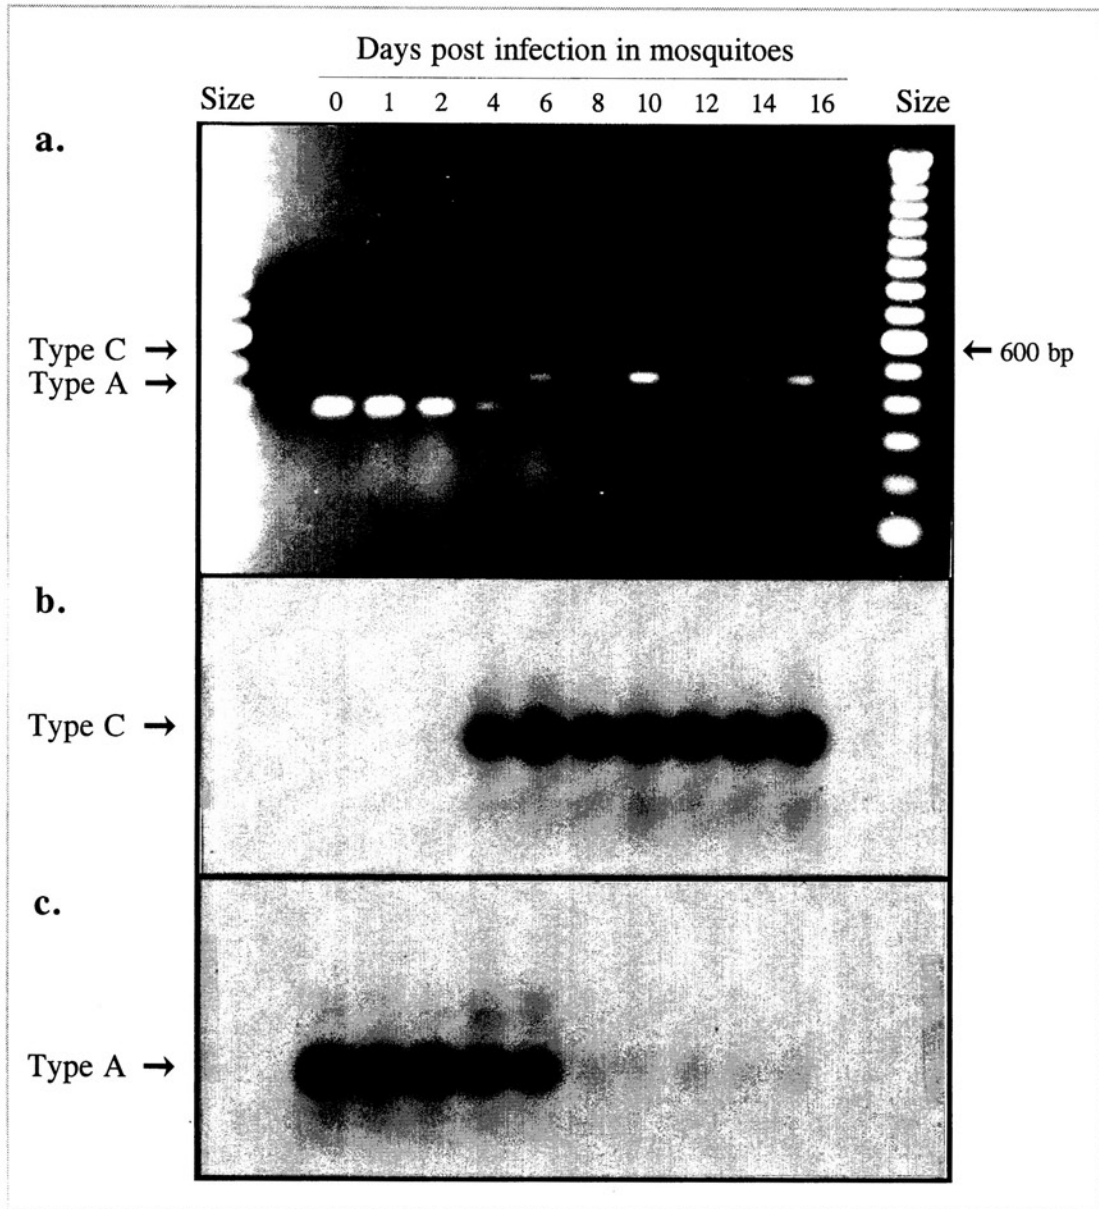 Days post infection in mosquitoes
Size 0 1 2 4 6 8 10 12 14 16 Size
a.
Type C →
← 600 bp
Type A →
b.
Type C →
c.
Type A →